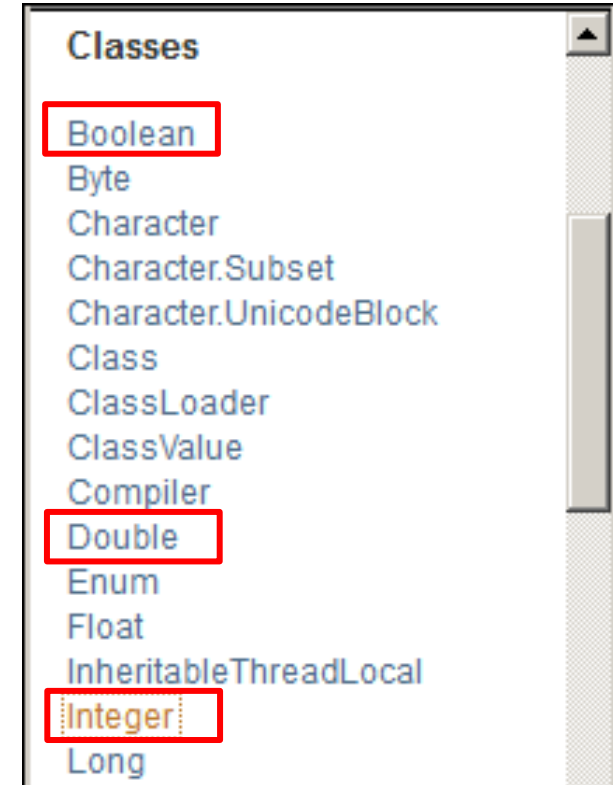 Classes
Boolean
Byte
Character
Character.Subset
Character.UnicodeBlock
Class
ClassLoader
ClassValue
Compiler
Double
Enum
Float
InheritableThreadLocal
Integer
Long